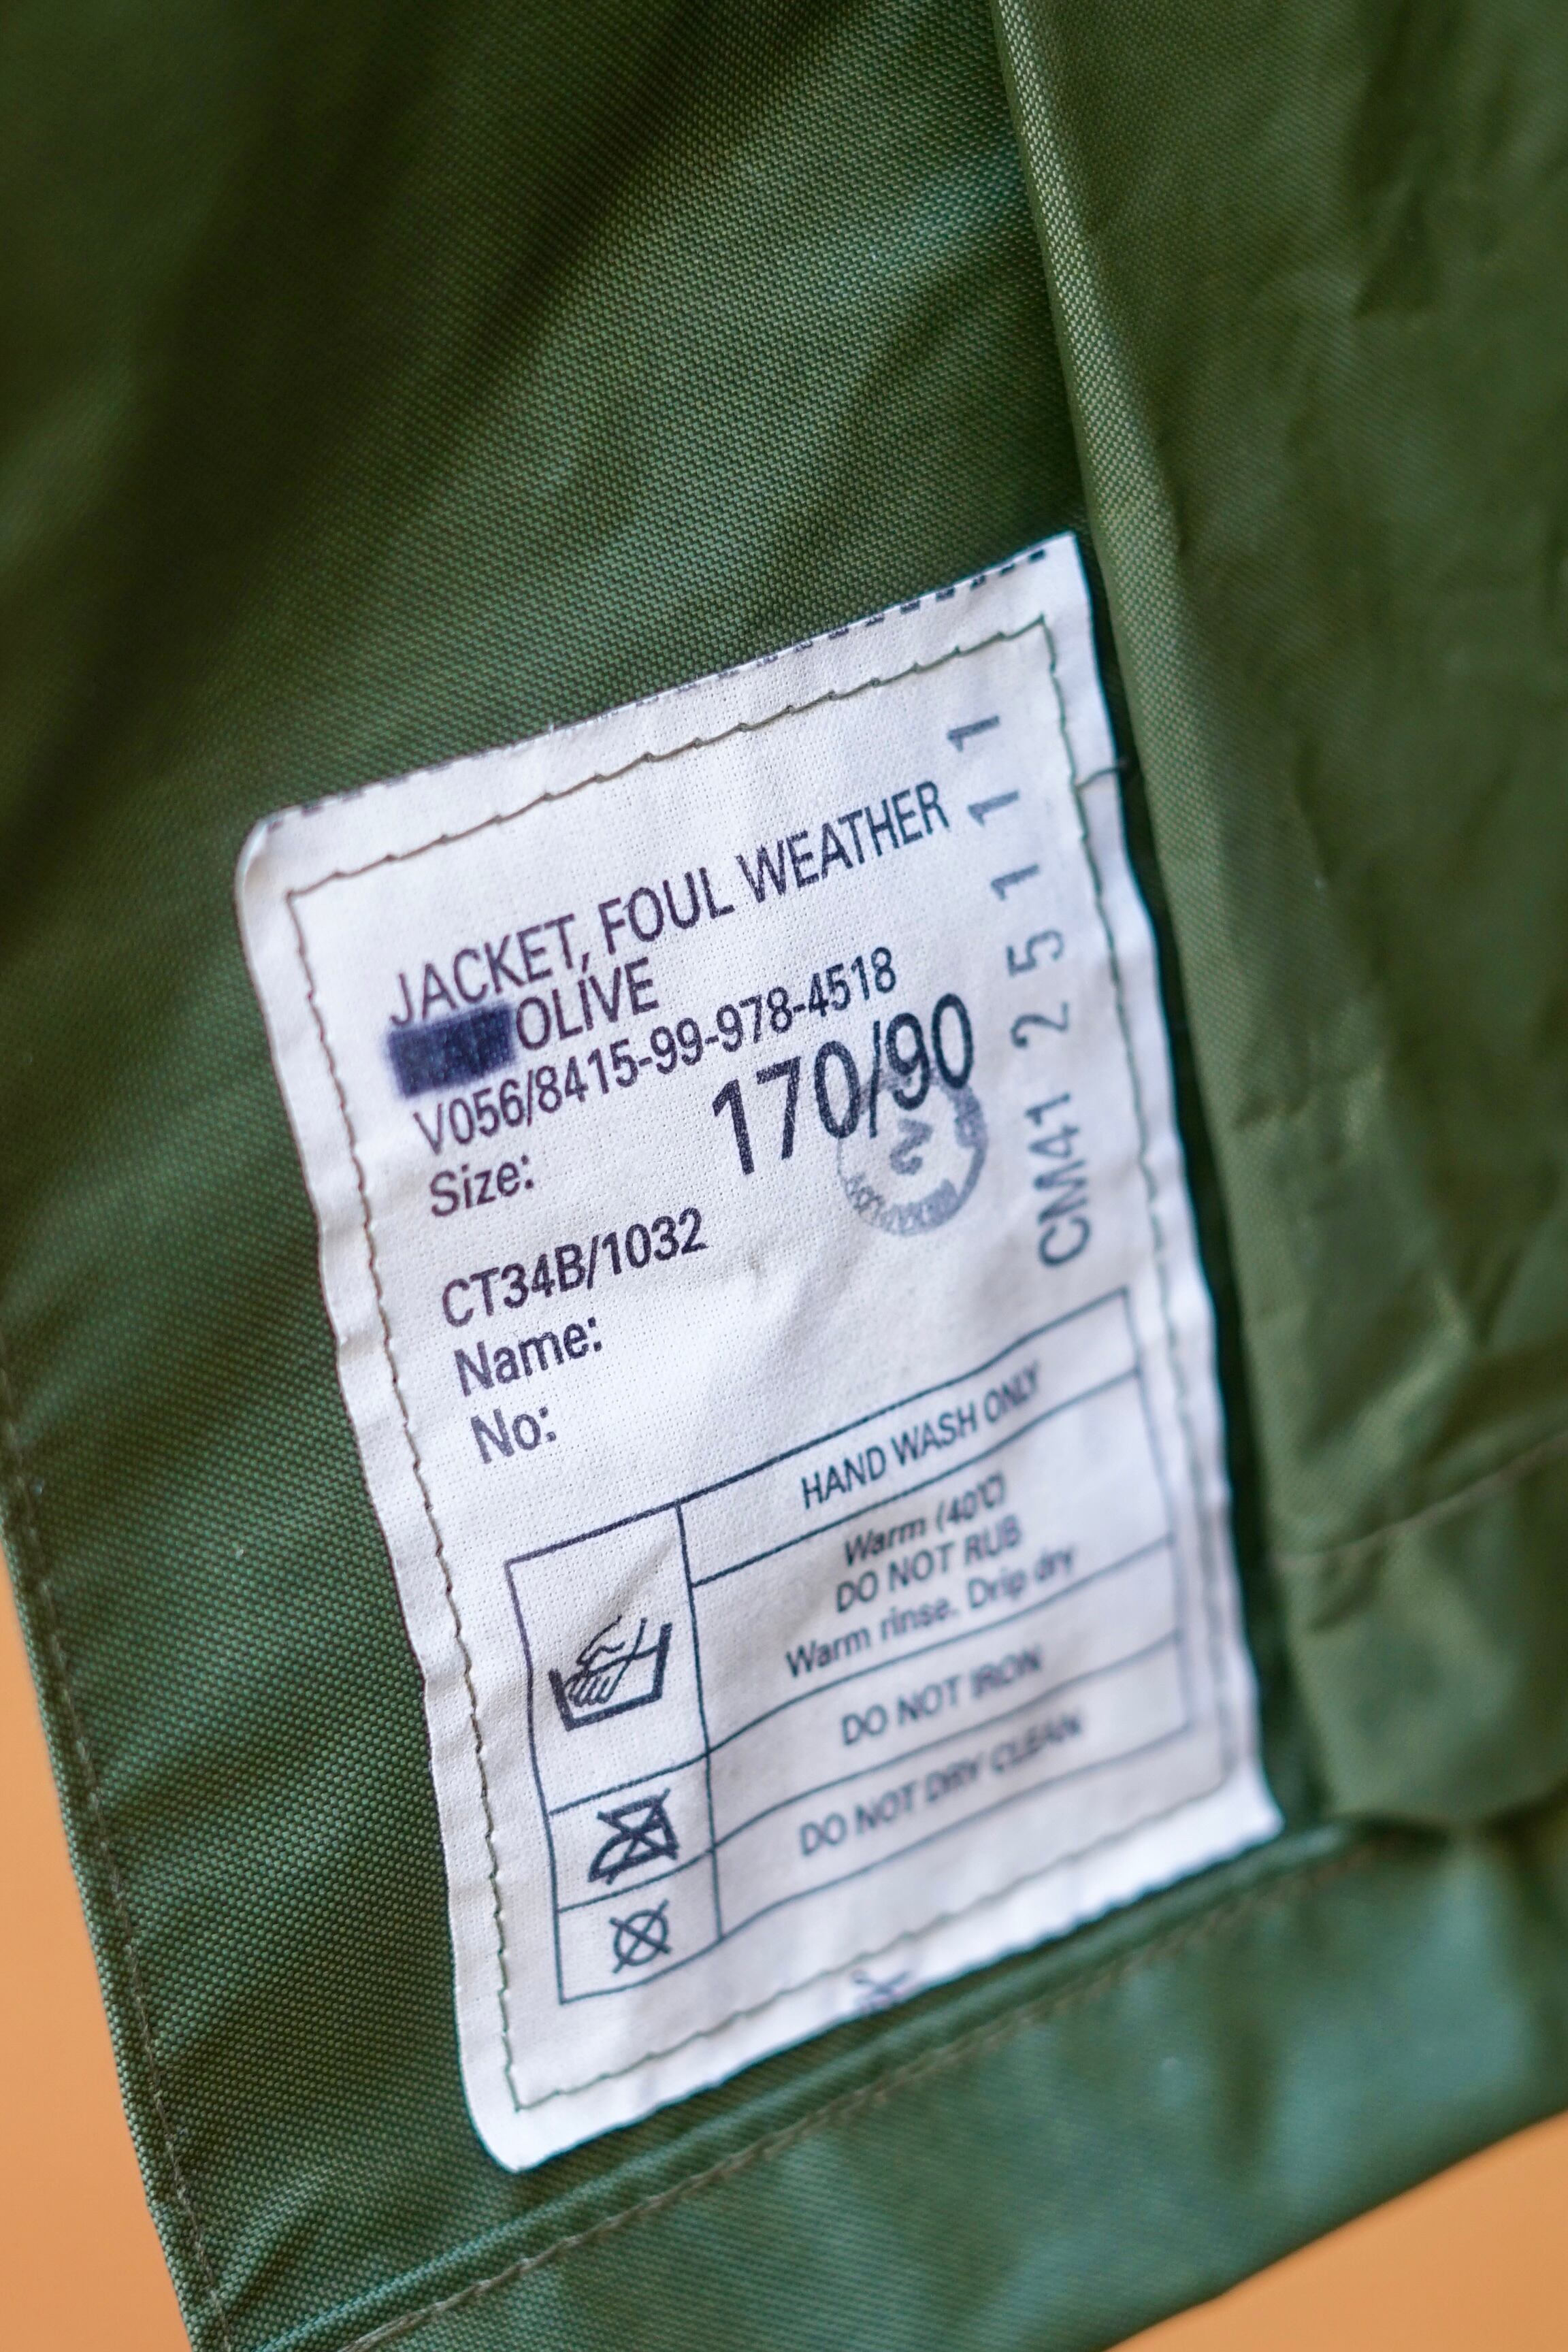 JACKET, FOUL WEATHER
OLIVE
V056/8415-99-978-4518
Size: 170/90
CT34B/1032
Name:
No:
CM41 2 5 1 1 1
HAND WASH ONLY
Warm (40°C)
DO NOT RUB
Warm rinse. Drip dry
DO NOT IRON
DO NOT DRY CLEAN